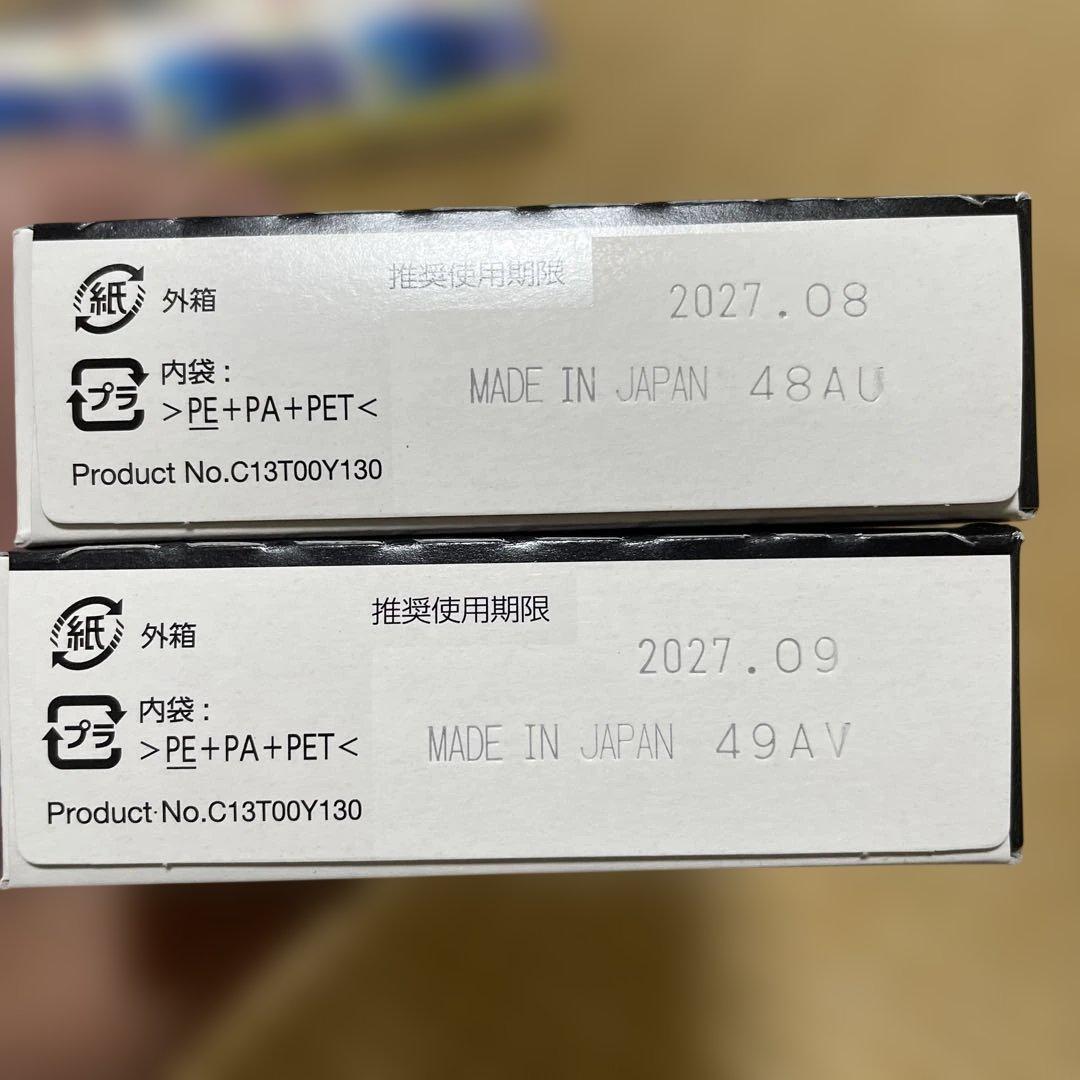 推奨使用期限
2027.08
紙 外箱
プラ 内袋:
>PE+PA+PET<
MADE IN JAPAN 48AU
Product No.C13T00Y130
推奨使用期限
2027.09
紙 外箱
プラ 内袋:
>PE+PA+PET<
MADE IN JAPAN 49AV
Product No.C13T00Y130